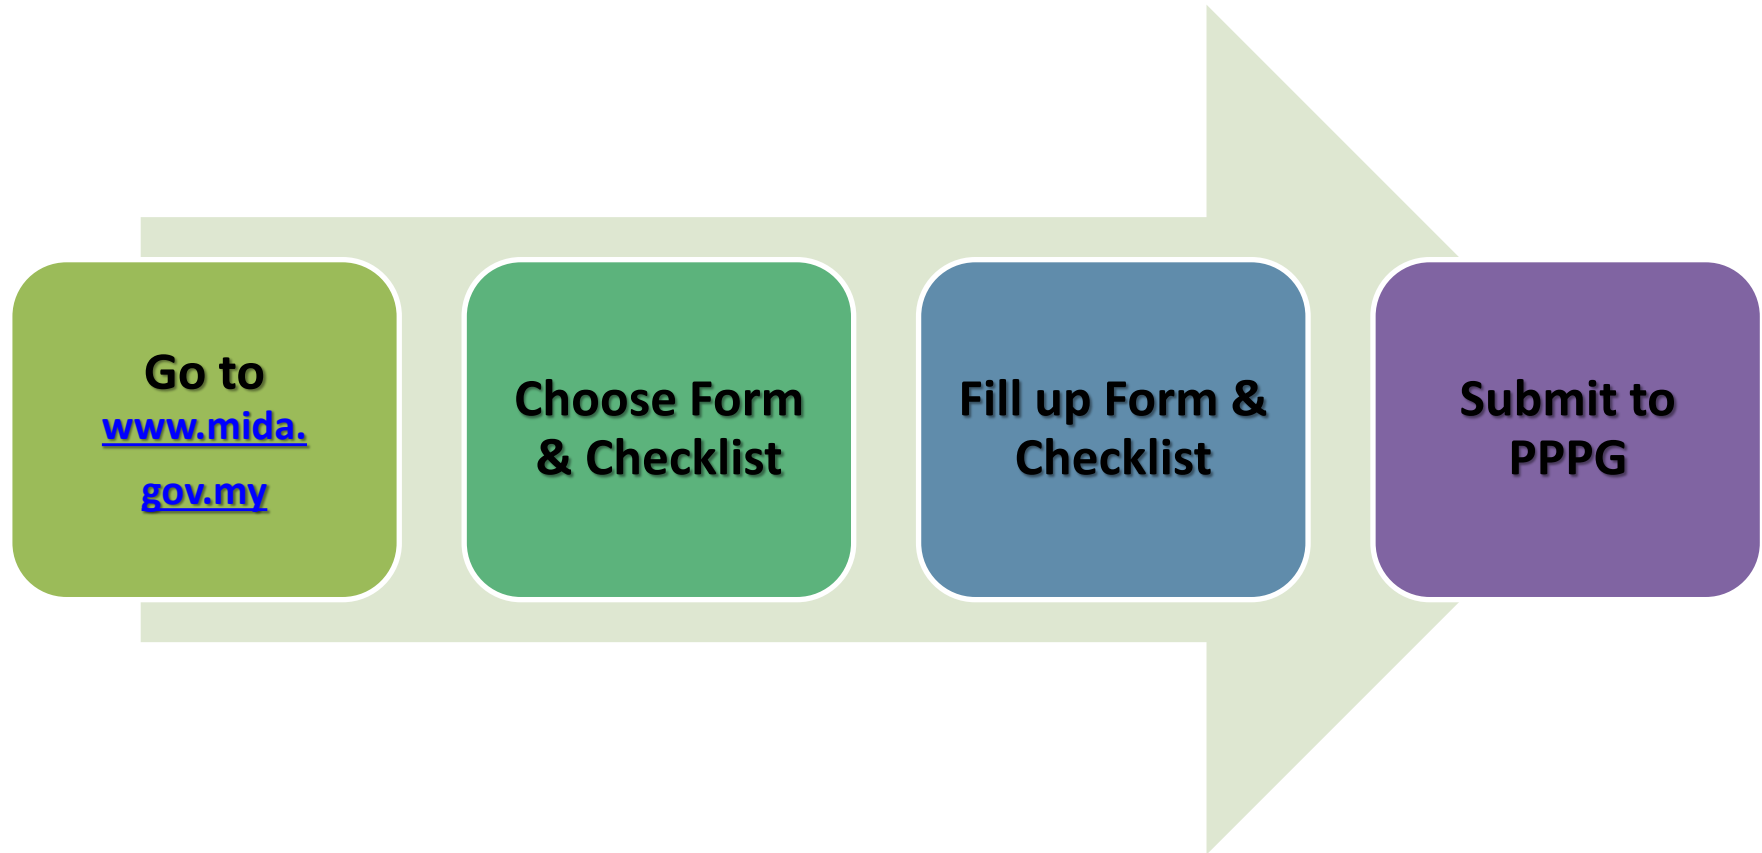 Go to
www.mida.
gov.my
Choose Form
& Checklist
Fill up Form &
Checklist
Submit to
PPPG